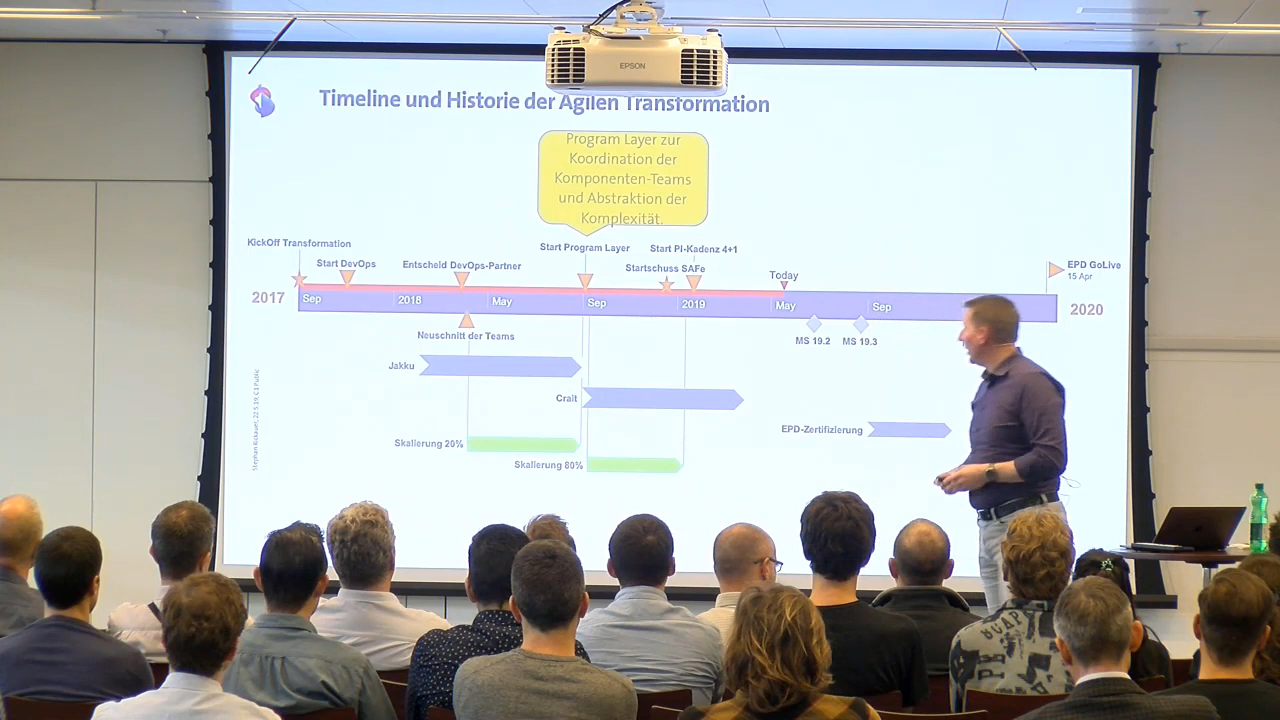 EPSON
Timeline und Historie der Agilen Transformation
Program Layer zur
Koordination der
Komponenten-Teams
und Abstraktion der
Komplexität.
KickOff Transformation
Start DevOps
Entscheid DevOps-Partner
Start Program Layer
Startschuss SAFe
Start PI-Kadenz 4+1
Today
EPD GoLive
15 Apr
2017
Sep
2018
May
Sep
2019
May
Sep
2020
Neuschnitt der Teams
MS 19.2
MS 19.3
Jakku
Crait
EPD-Zertifizierung
Skalierung 20%
Skalierung 80%